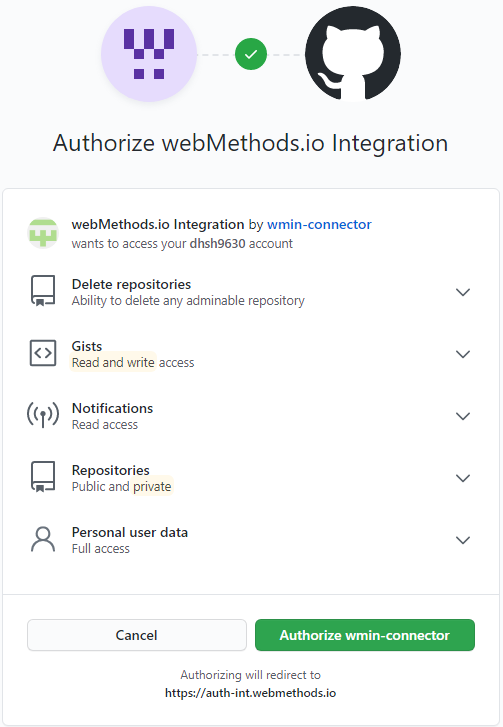 Authorize webMethods.io Integration
webMethods.io Integration by wmin-connector
wants to access your dhsh9630 account
Delete repositories
Ability to delete any adminable repository
Gists
Read and write access
Notifications
Read access
Repositories
Public and private
Personal user data
Full access
Cancel
Authorize wmin-connector
Authorizing will redirect to
https://auth-int.webmethods.io